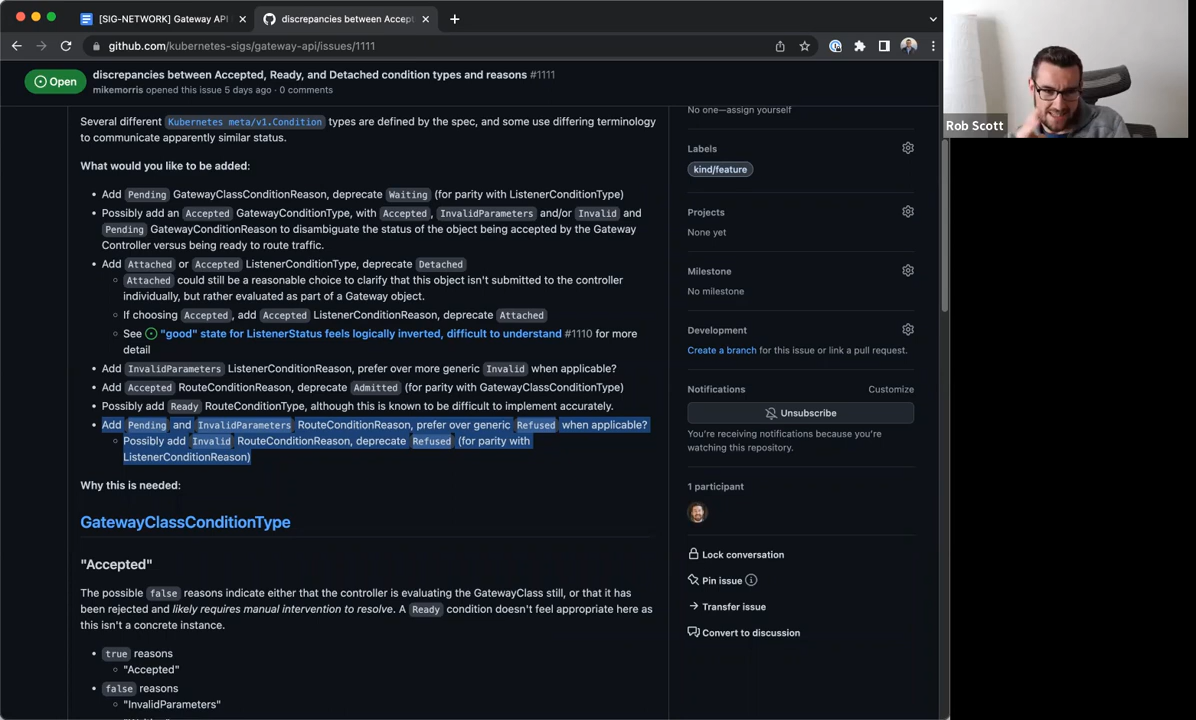 [SIG-NETWORK] Gateway API
discrepancies between Accept
github.com/kubernetes-sigs/gateway-api/issues/1111
Open
discrepancies between Accepted, Ready, and Detached condition types and reasons #1111
mikemorris opened this issue 5 days ago · 0 comments
Several different Kubernetes meta/v1.Condition types are defined by the spec, and some use differing terminology
to communicate apparently similar status.
What would you like to be added:
• Add Pending GatewayClassConditionReason, deprecate Waiting (for parity with ListenerConditionType)
• Possibly add an Accepted GatewayConditionType, with Accepted, InvalidParameters and/or Invalid and
Pending GatewayConditionReason to disambiguate the status of the object being accepted by the Gateway
Controller versus being ready to route traffic.
• Add Attached or Accepted ListenerConditionType, deprecate Detached
◦ Attached could still be a reasonable choice to clarify that this object isn't submitted to the controller
individually, but rather evaluated as part of a Gateway object.
◦ If choosing Accepted, add Accepted ListenerConditionReason, deprecate Attached
◦ See "good" state for ListenerStatus feels logically inverted, difficult to understand #1110 for more
detail
• Add InvalidParameters ListenerConditionReason, prefer over more generic Invalid when applicable?
• Add Accepted RouteConditionReason, deprecate Admitted (for parity with GatewayClassConditionType)
• Possibly add Ready RouteConditionType, although this is known to be difficult to implement accurately.
• Add Pending and InvalidParameters RouteConditionReason, prefer over generic Refused when applicable?
◦ Possibly add Invalid RouteConditionReason, deprecate Refused (for parity with
ListenerConditionReason)
Why this is needed:
GatewayClassConditionType
"Accepted"
The possible false reasons indicate either that the controller is evaluating the GatewayClass still, or that it has
been rejected and likely requires manual intervention to resolve. A Ready condition doesn't feel appropriate here as
this isn't a concrete instance.
• true reasons
◦ "Accepted"
• false reasons
◦ "InvalidParameters"
No one—assign yourself
Labels
kind/feature
Projects
None yet
Milestone
No milestone
Development
Create a branch for this issue or link a pull request.
Notifications
Customize
Unsubscribe
You're receiving notifications because you're
watching this repository.
1 participant
Lock conversation
Pin issue
Transfer issue
Convert to discussion
Rob Scott